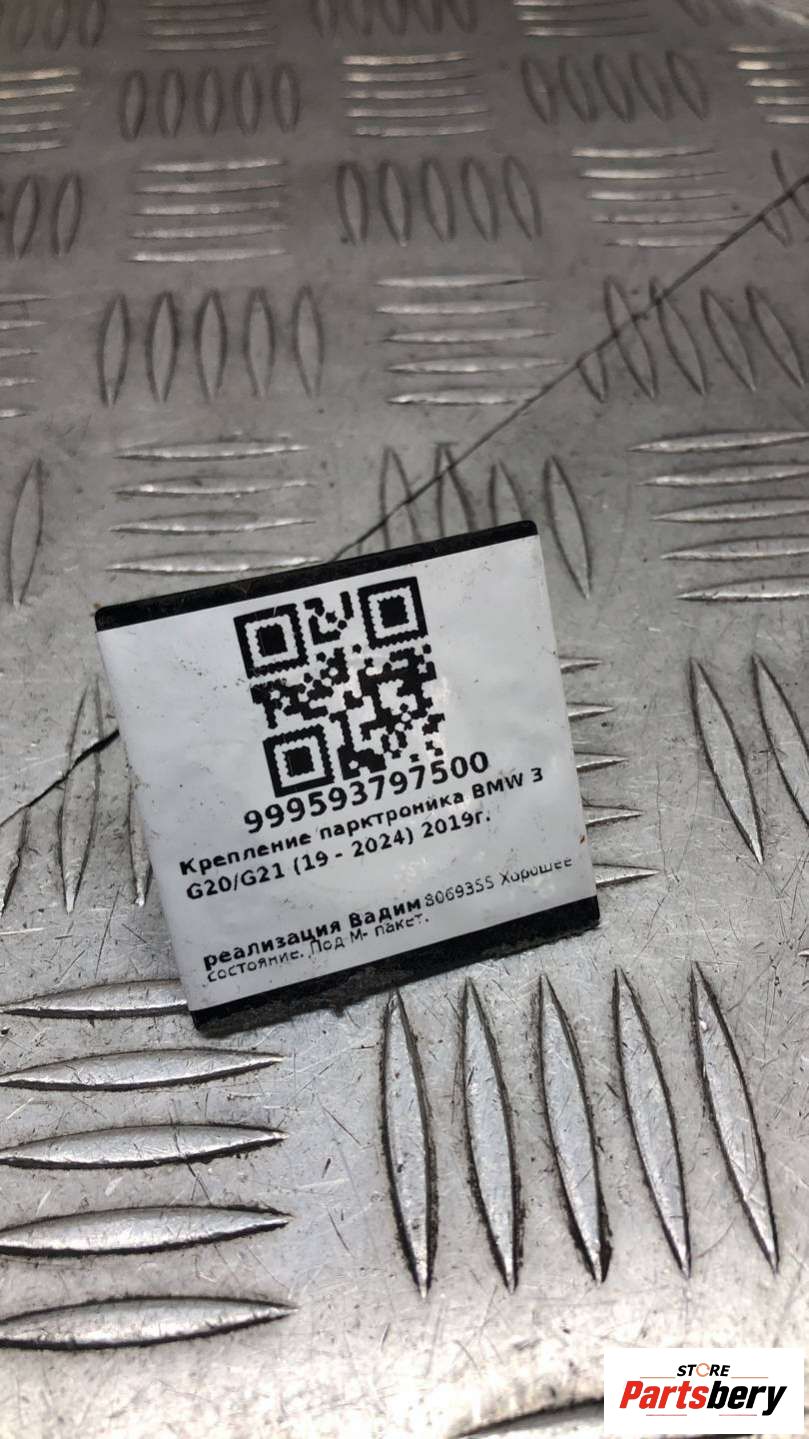 999593797500
Крепление парктроника BMW 3
G20/G21 (19 - 2024) 2019г.
реализация Вадим 8069355 Хорошее
состояние. Под М- пакет.
STORE
Partsbery